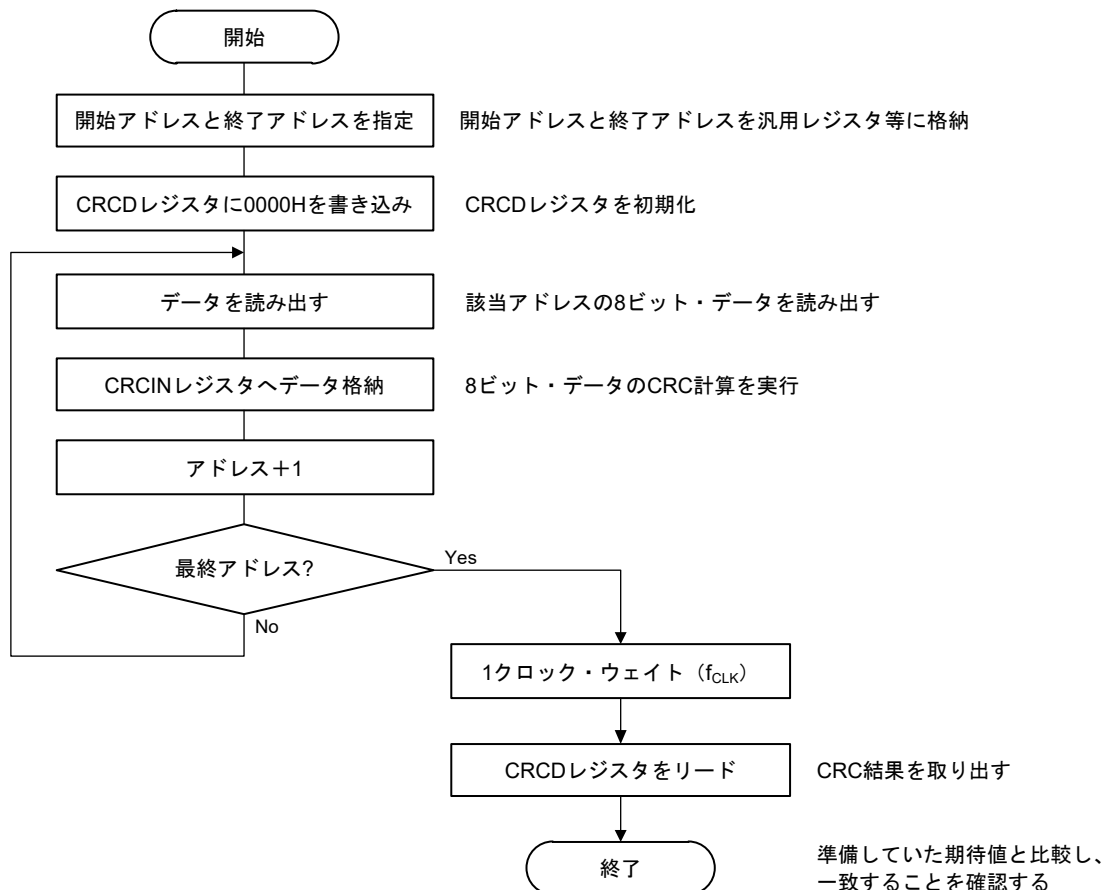 開始
開始アドレスと終了アドレスを指定
開始アドレスと終了アドレスを汎用レジスタ等に格納
CRCDレジスタに0000Hを書き込み
CRCDレジスタを初期化
データを読み出す
該当アドレスの8ビット・データを読み出す
CRCINレジスタへデータ格納
8ビット・データのCRC計算を実行
アドレス＋1
最終アドレス?
Yes
No
1クロック・ウェイト（fCLK）
CRCDレジスタをリード
CRC結果を取り出す
終了
準備していた期待値と比較し、
一致することを確認する